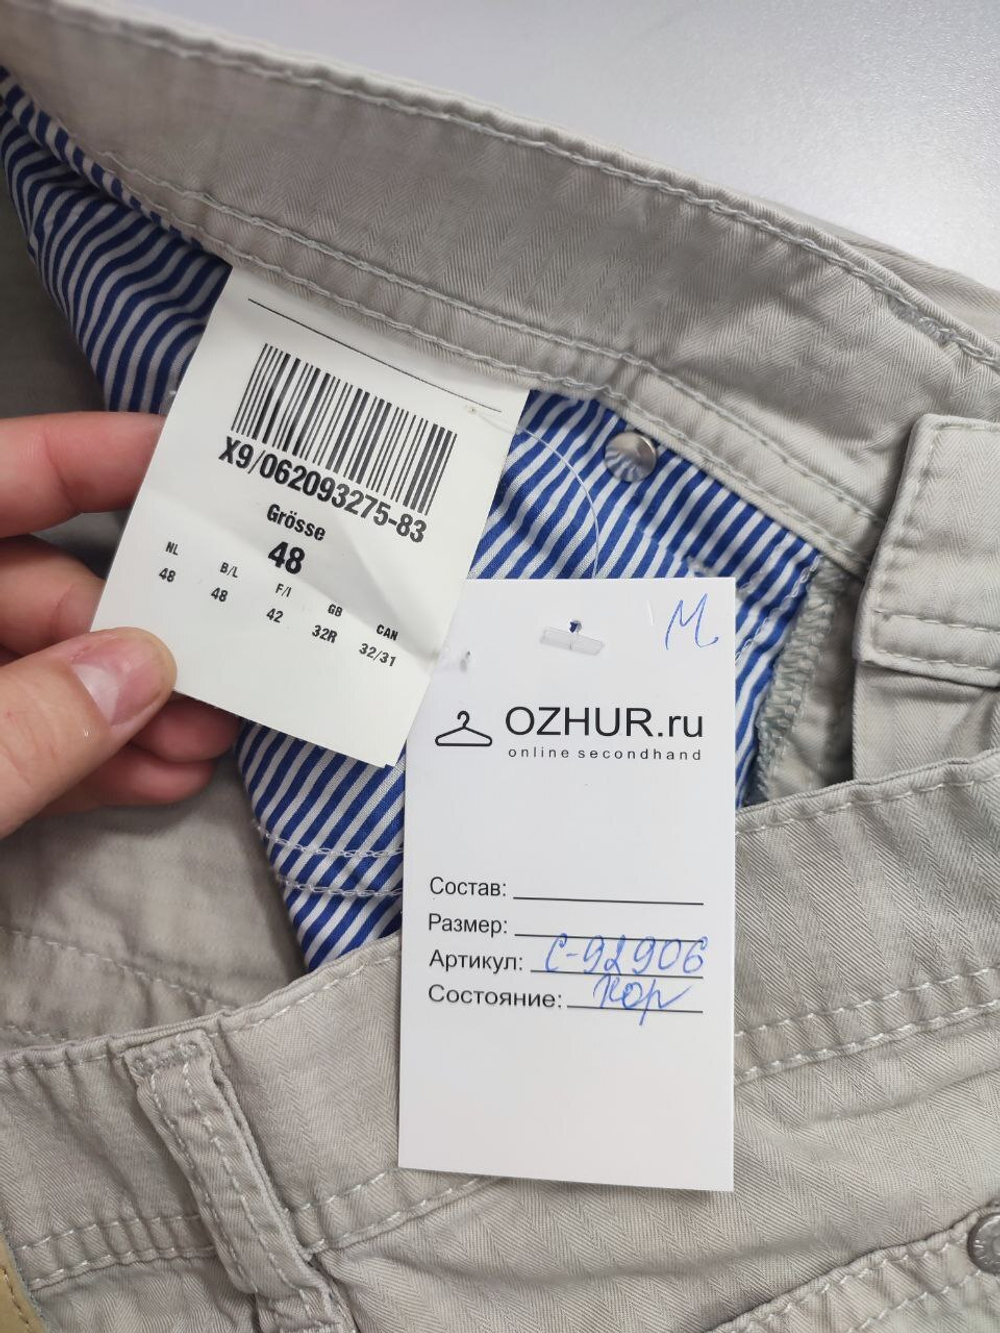 X9/062093275-83
Grösse
48
NL B/L F/I GB CAN
48 48 42 32R 32/31
M
OZHUR.ru
online secondhand
Состав:
Размер:
Артикул: С-92906
Состояние: Хор